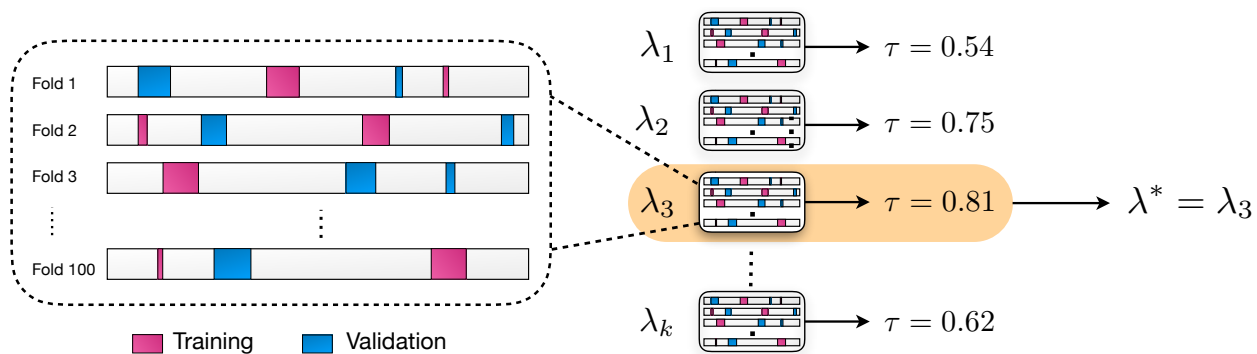 Fold 1
Fold 2
Fold 3
Fold 100
Training
Validation
λ₁
τ = 0.54
λ₂
τ = 0.75
λ₃
τ = 0.81
λ* = λ₃
λₖ
τ = 0.62